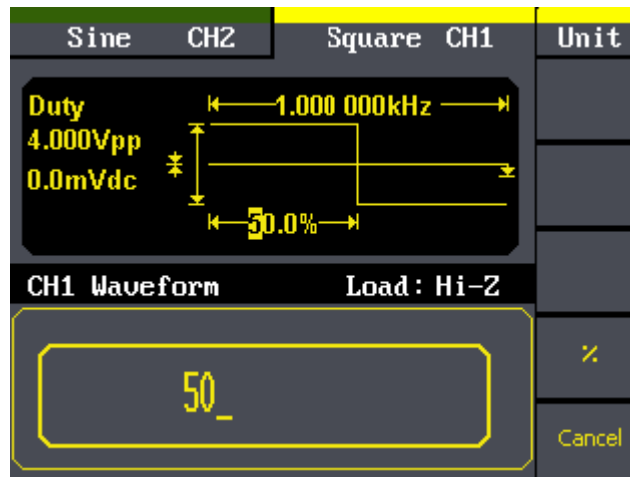 Sine CH2 Square CH1 Unit
Duty 1.000 000kHz
4.000Vpp
0.0mVdc
50.0%
CH1 Waveform Load: Hi-Z
50_
%
Cancel